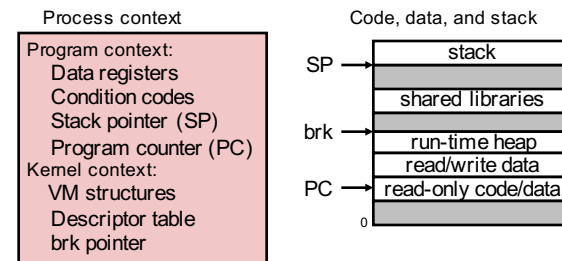 Process context
Program context:
Data registers
Condition codes
Stack pointer (SP)
Program counter (PC)
Kernel context:
VM structures
Descriptor table
brk pointer
Code, data, and stack
stack
SP
shared libraries
brk
run-time heap
read/write data
PC
read-only code/data
0